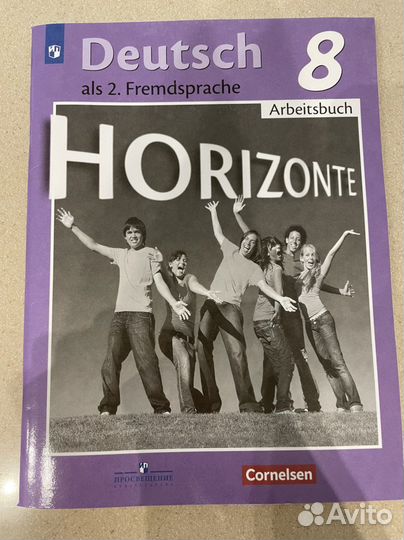 Deutsch 8
als 2. Fremdsprache
Arbeitsbuch
HORIZONTE
ПРОСВЕЩЕНИЕ
Cornelsen
Avito